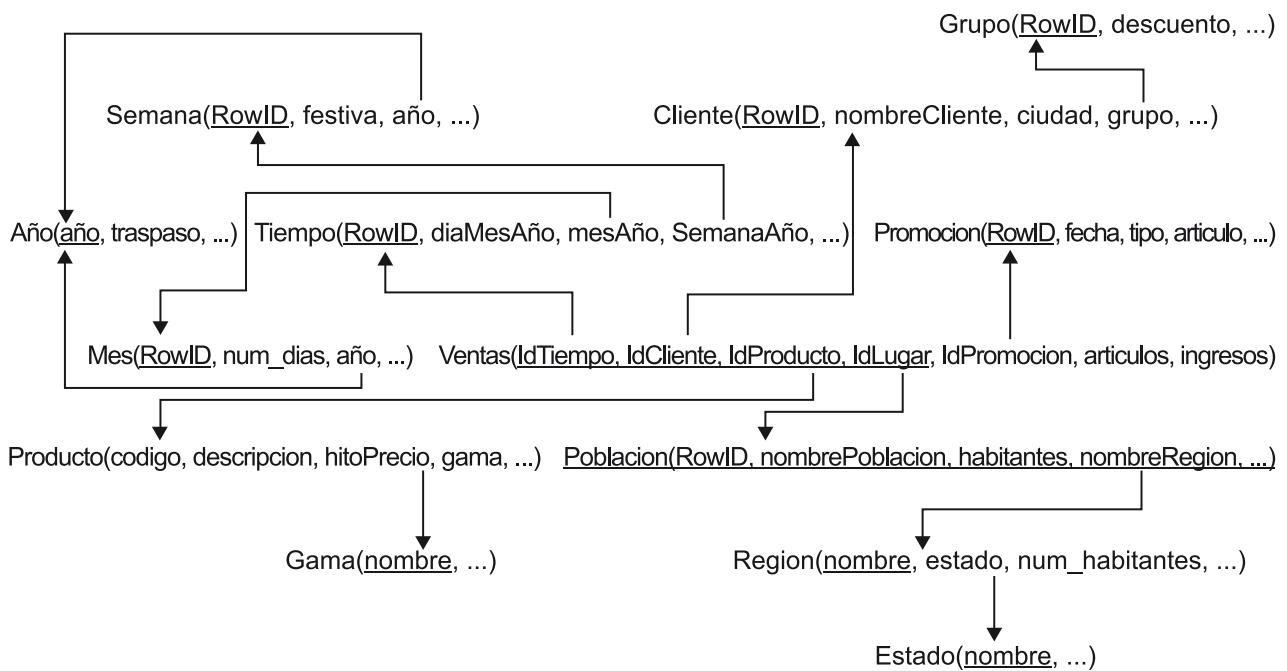 Grupo(RowID, descuento, ...)
Semana(RowID, festiva, año, ...)
Cliente(RowID, nombreCliente, ciudad, grupo, ...)
Año(año, traspaso, ...)
Tiempo(RowID, diaMesAño, mesAño, SemanaAño, ...)
Promocion(RowID, fecha, tipo, articulo, ...)
Mes(RowID, num_dias, año, ...)
Ventas(IdTiempo, IdCliente, IdProducto, IdLugar, IdPromocion, articulos, ingresos)
Producto(codigo, descripcion, hitoPrecio, gama, ...)
Poblacion(RowID, nombrePoblacion, habitantes, nombreRegion, ...)
Gama(nombre, ...)
Region(nombre, estado, num_habitantes, ...)
Estado(nombre, ...)